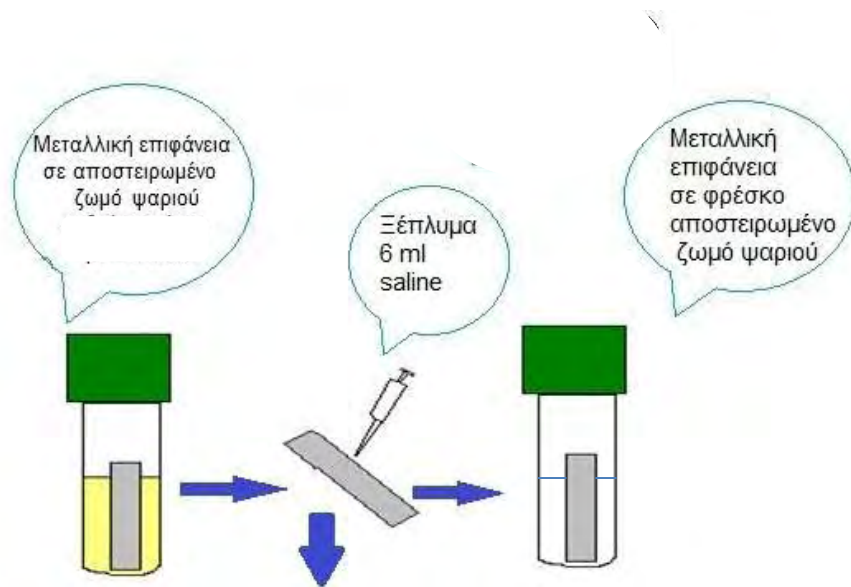 Μεταλλική επιφάνεια
σε αποστειρωμένο
ζωμό ψαριού
Ξέπλυμα
6 ml
saline
Μεταλλική
επιφάνεια
σε φρέσκο
αποστειρωμένο
ζωμό ψαριού